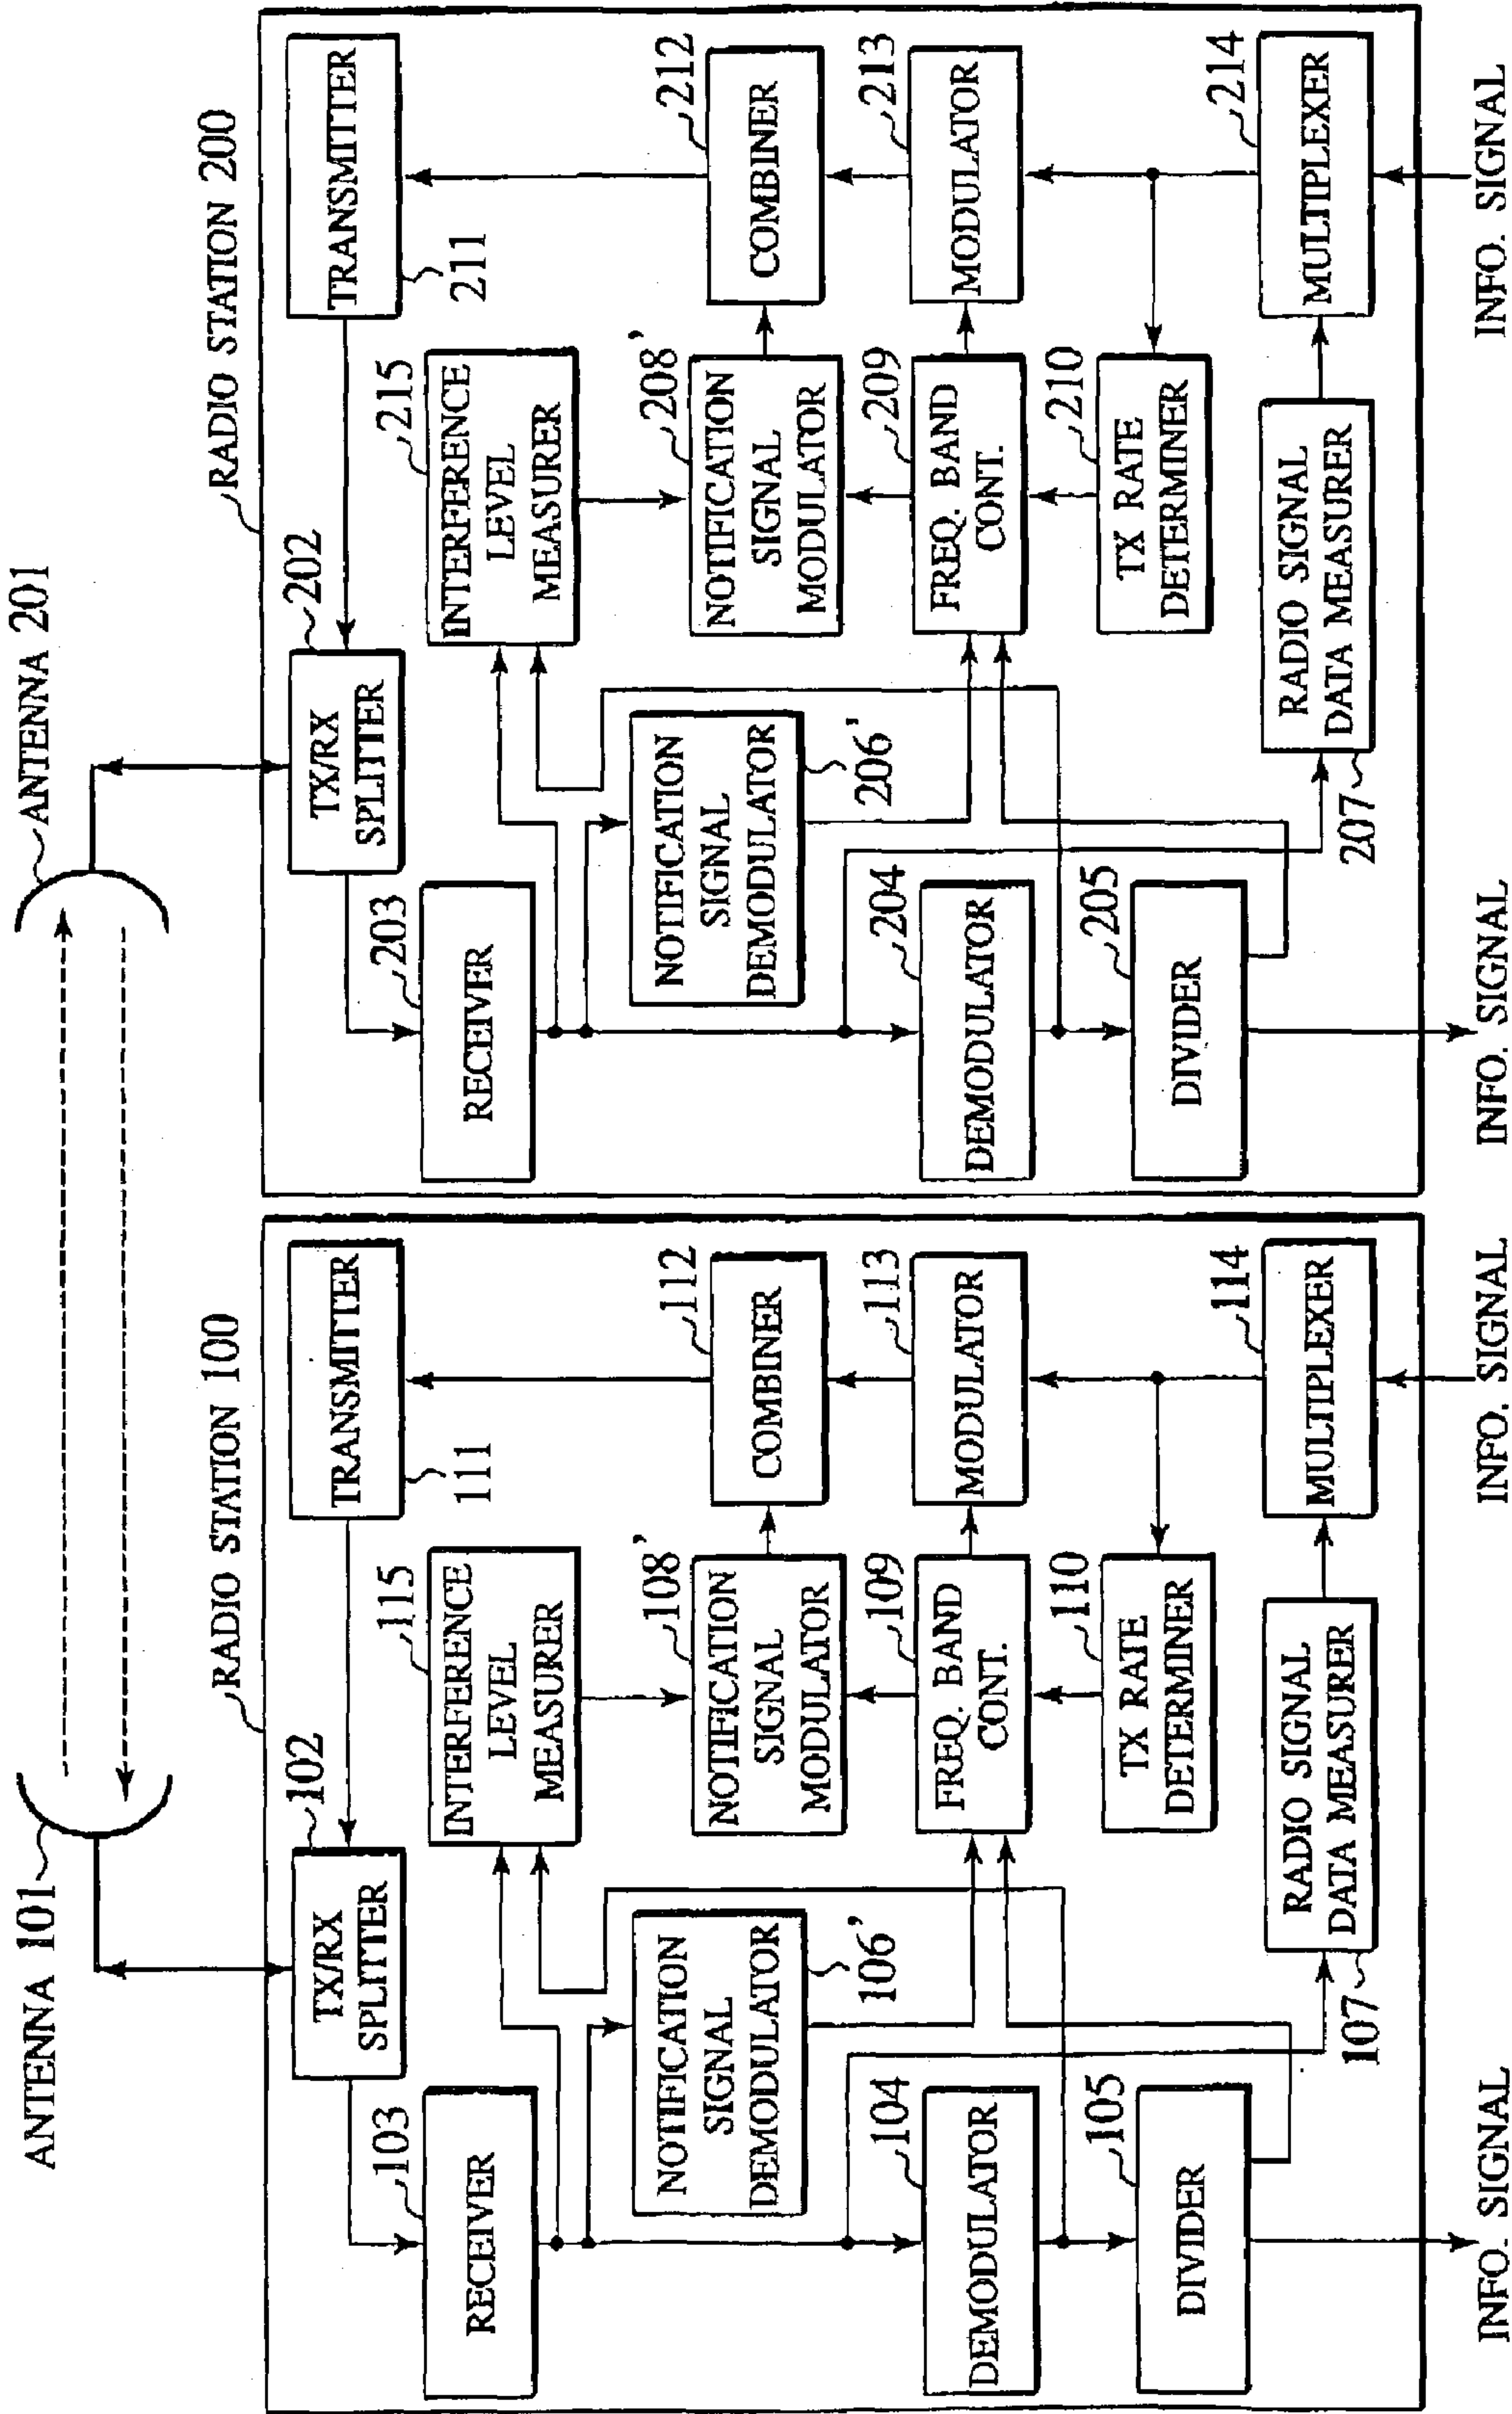 ANTENNA 101
ANTENNA 201
RADIO STATION 100
TX/RX
SPLITTER
102
TRANSMITTER
111
RECEIVER
103
INTERFERENCE
LEVEL
MEASURER
115
NOTIFICATION
SIGNAL
DEMODULATOR
106'
NOTIFICATION
SIGNAL
MODULATOR
108'
COMBINER
112
DEMODULATOR
104
FREQ. BAND
CONT.
109
MODULATOR
113
DIVIDER
105
TX RATE
DETERMINER
110
RADIO SIGNAL
DATA MEASURER
107
MULTIPLEXER
114
INFO. SIGNAL
INFO. SIGNAL
RADIO STATION 200
TX/RX
SPLITTER
202
TRANSMITTER
211
RECEIVER
203
INTERFERENCE
LEVEL
MEASURER
215
NOTIFICATION
SIGNAL
DEMODULATOR
206'
NOTIFICATION
SIGNAL
MODULATOR
208'
COMBINER
212
DEMODULATOR
204
FREQ. BAND
CONT.
209
MODULATOR
213
DIVIDER
205
TX RATE
DETERMINER
210
RADIO SIGNAL
DATA MEASURER
207
MULTIPLEXER
214
INFO. SIGNAL
INFO. SIGNAL